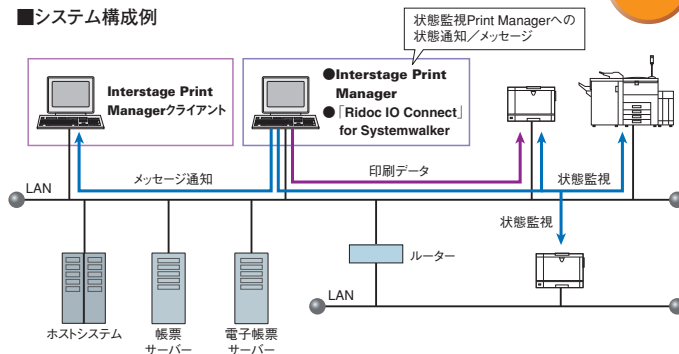 ■システム構成例
状態監視Print Managerへの
状態通知／メッセージ
Interstage Print
Managerクライアント
●Interstage Print
Manager
●「Ridoc IO Connect」
for Systemwalker
メッセージ通知
印刷データ
状態監視
LAN
状態監視
ルーター
LAN
ホストシステム
帳票
サーバー
電子帳票
サーバー